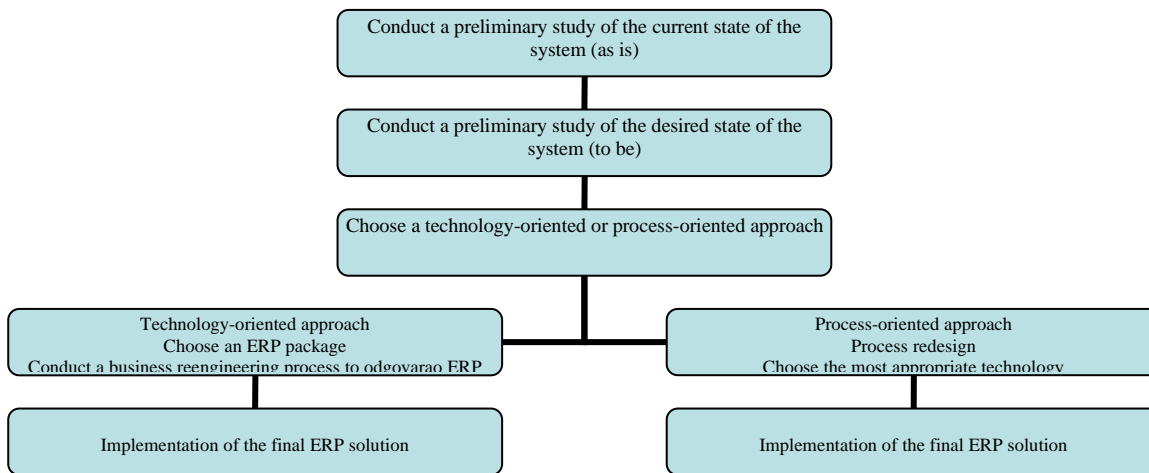 Conduct a preliminary study of the current state of the
system (as is)
Conduct a preliminary study of the desired state of the
system (to be)
Choose a technology-oriented or process-oriented approach
Technology-oriented approach
Choose an ERP package
Conduct a business reengineering process to odgovarao ERP
Process-oriented approach
Process redesign
Choose the most appropriate technology
Implementation of the final ERP solution
Implementation of the final ERP solution